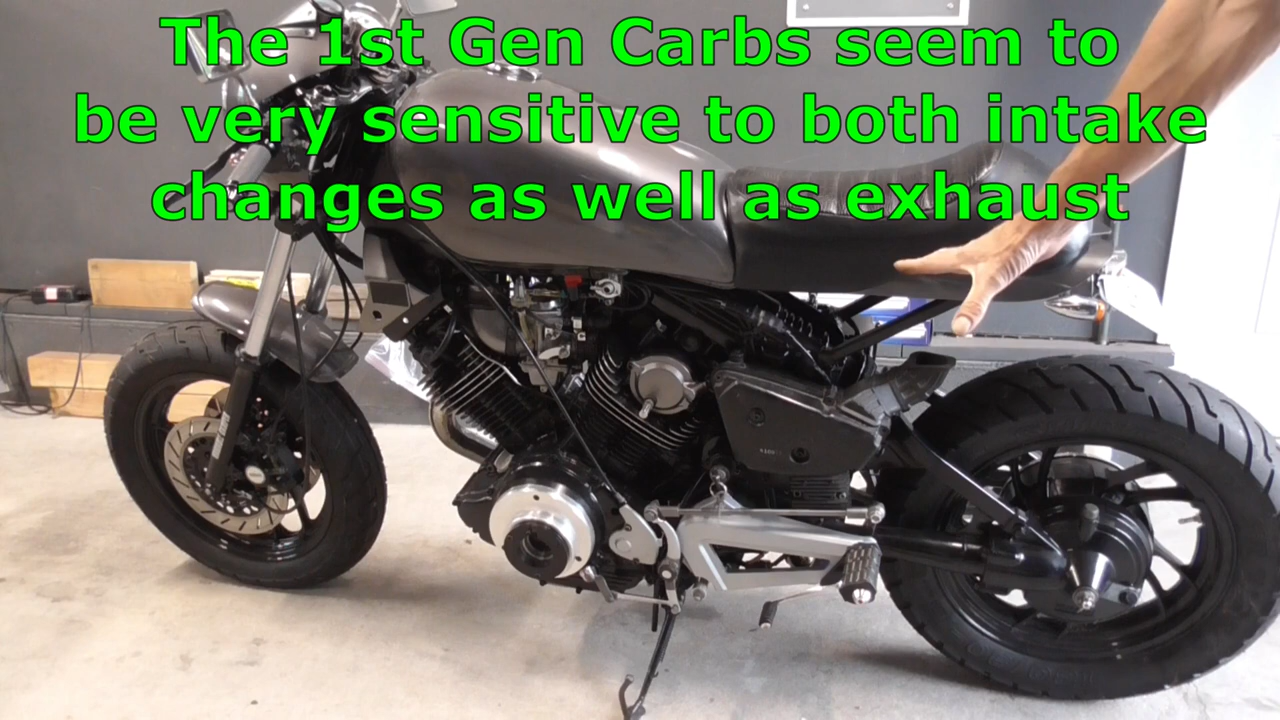 The 1st Gen Carbs seem to
be very sensitive to both intake
changes as well as exhaust